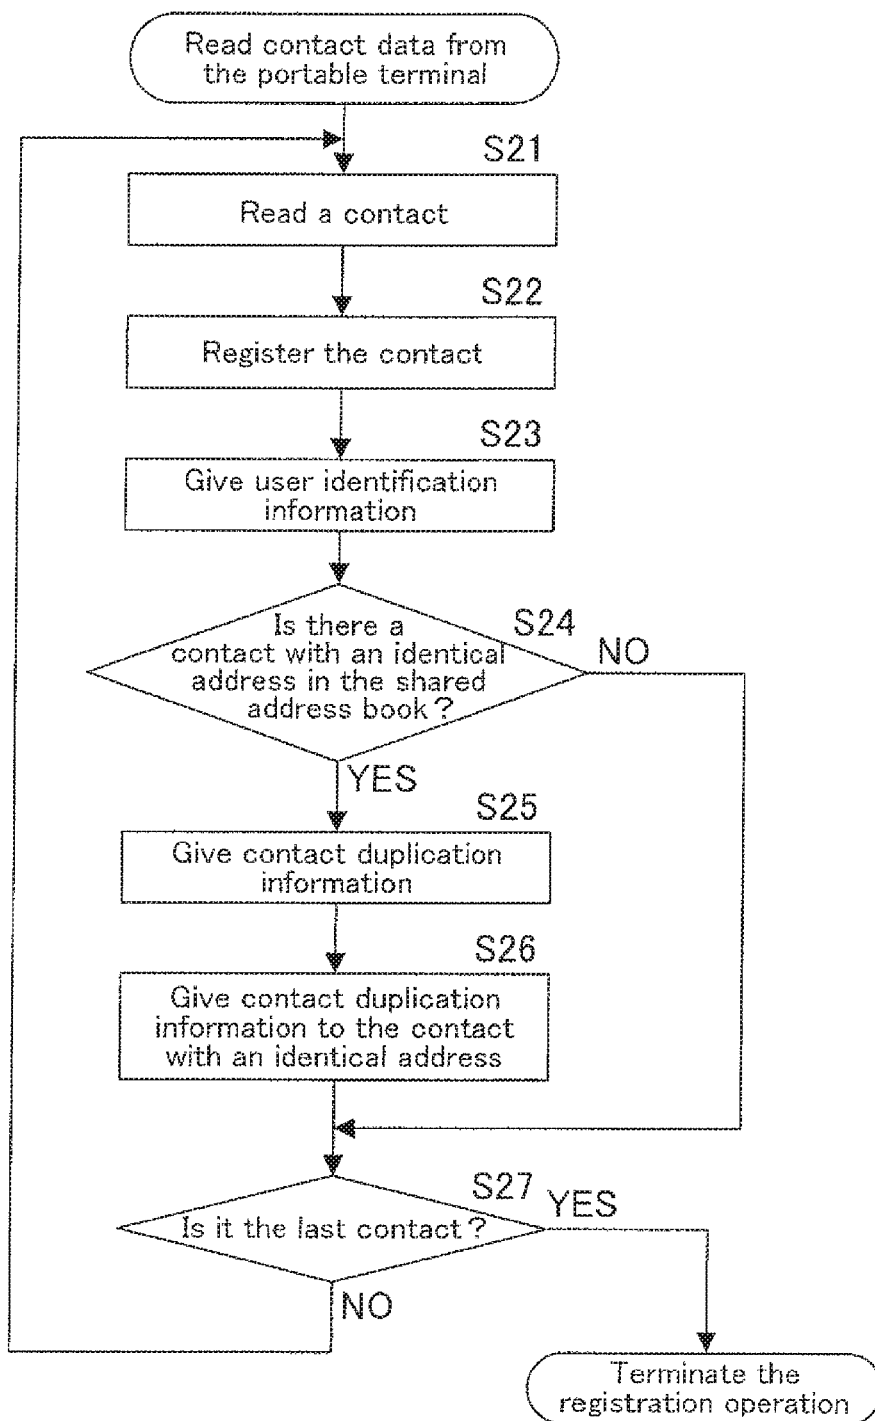 Read contact data from
the portable terminal
S21
Read a contact
S22
Register the contact
S23
Give user identification
information
S24
Is there a
contact with an identical
address in the shared
address book?
NO
YES
S25
Give contact duplication
information
S26
Give contact duplication
information to the contact
with an identical address
S27
Is it the last contact?
YES
NO
Terminate the
registration operation